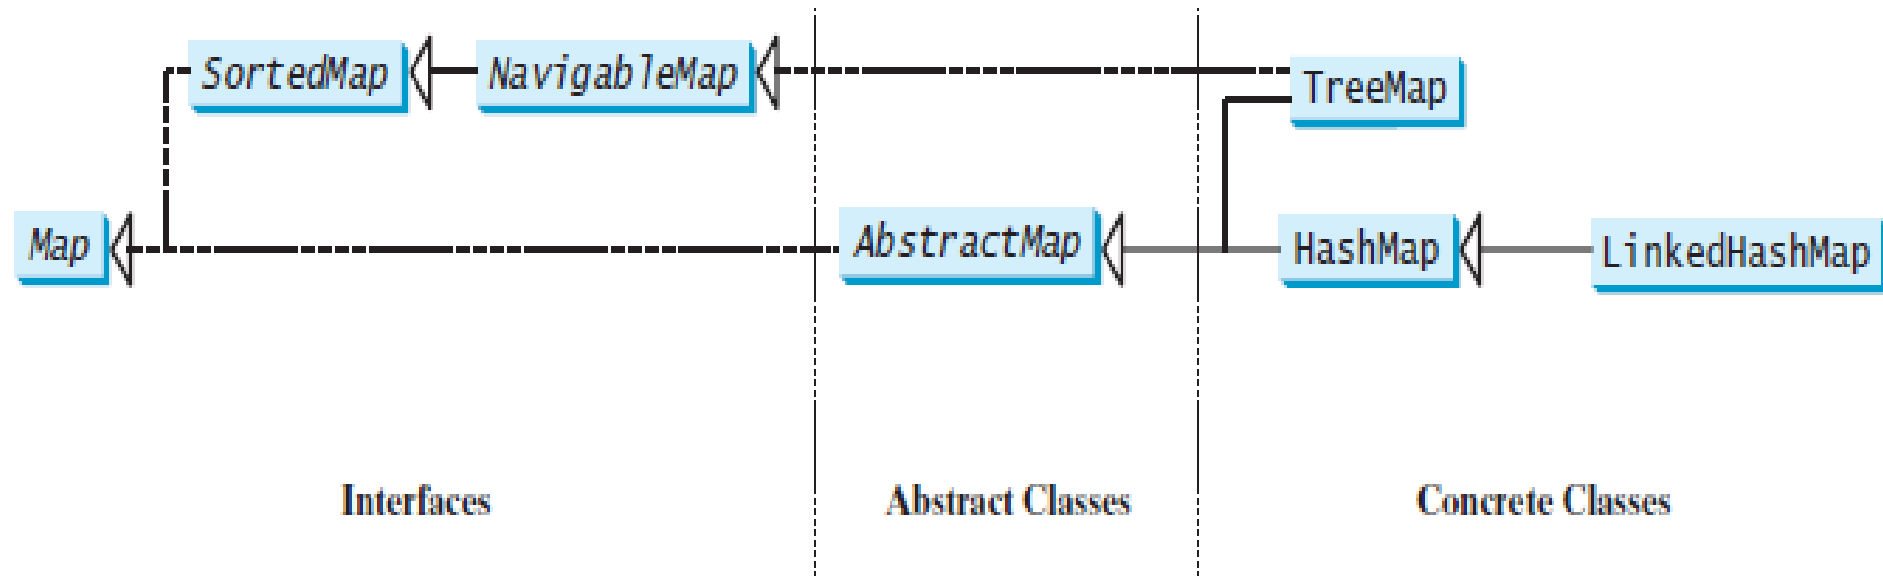 SortedMap
NavigableMap
TreeMap
Map
AbstractMap
HashMap
LinkedHashMap
Interfaces
Abstract Classes
Concrete Classes